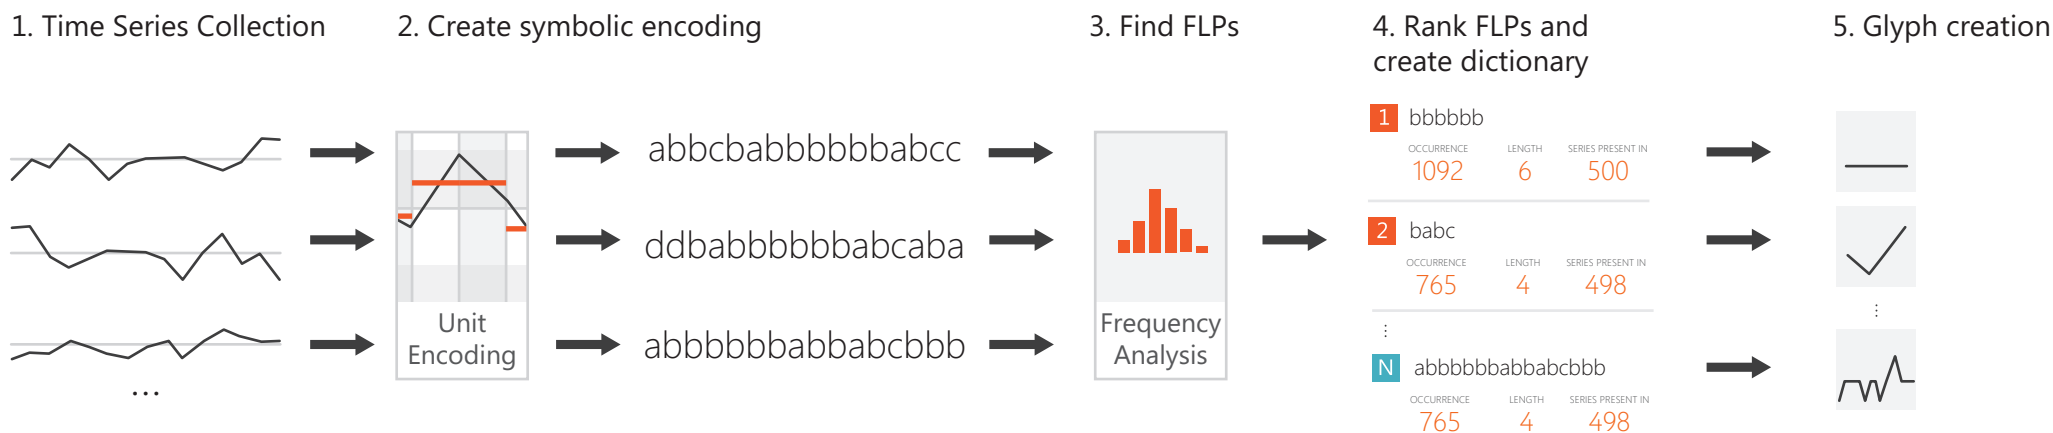 1. Time Series Collection
2. Create symbolic encoding
3. Find FLPs
4. Rank FLPs and
create dictionary
5. Glyph creation
...
Unit
Encoding
abbcbabbbbbbabcc
ddbabbbbbbabcaba
abbbbbbabbabcbbb
Frequency
Analysis
1 bbbbbb
OCCURRENCE LENGTH SERIES PRESENT IN
1092 6 500
2 babc
OCCURRENCE LENGTH SERIES PRESENT IN
765 4 498
⋮
N abbbbbbabbabcbbb
OCCURRENCE LENGTH SERIES PRESENT IN
765 4 498
⋮